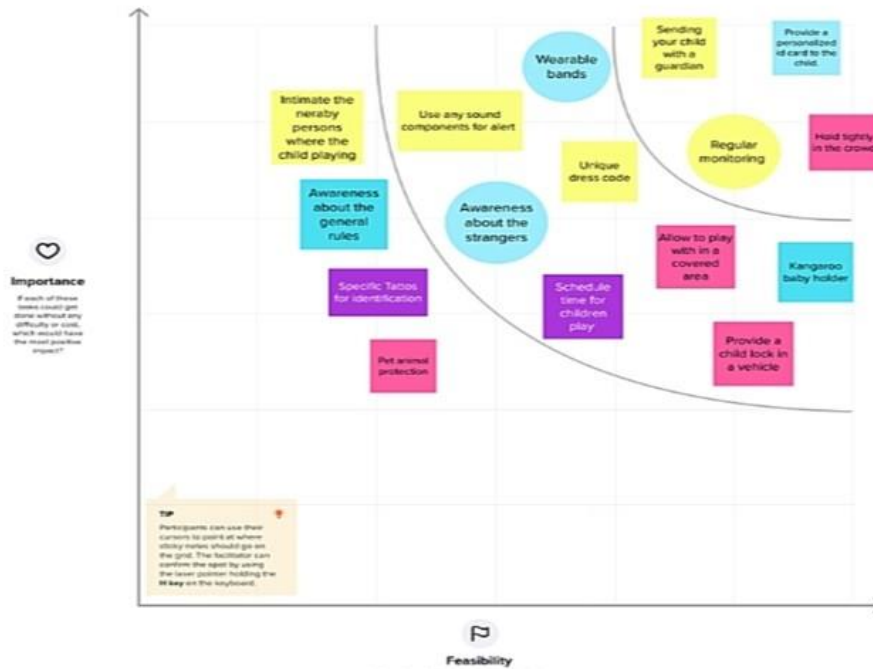 Sending
your child
with a
guardian
Provide a
personalized
id card to the
child.
Wearable
bands
Intimate the
neraby
persons
where the
child playing
Use any sound
components for alert
Unique
dress code
Regular
monitoring
Hold tightly
in the crowd
Awareness
about the
general
rules
Awareness
about the
strangers
Allow to play
with in a
covered
area
Kangaroo
baby holder
Specific Tatoos
for identification
Schedule
time for
children
play
Provide a
child lock in
a vehicle
Pet animal
protection
Importance
If each of these
tasks could get
done without any
difficulty or cost,
which would have
the most positive
impact?
TIP
Participants can use their
cursors to point at where
sticky notes should go on
the grid. The facilitator can
confirm the spot by using
the laser pointer holding the
H key on the keyboard.
Feasibility